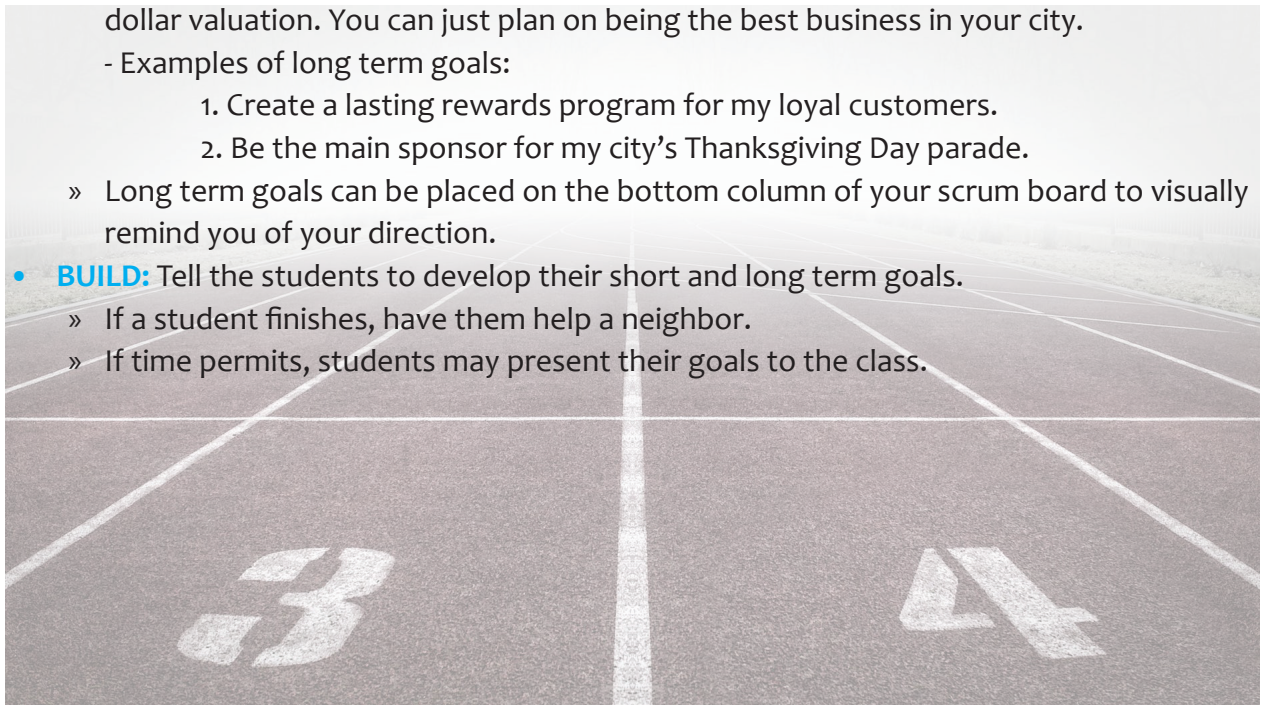 dollar valuation. You can just plan on being the best business in your city.
- Examples of long term goals:
1. Create a lasting rewards program for my loyal customers.
2. Be the main sponsor for my city’s Thanksgiving Day parade.
» Long term goals can be placed on the bottom column of your scrum board to visually
remind you of your direction.
• BUILD: Tell the students to develop their short and long term goals.
» If a student finishes, have them help a neighbor.
» If time permits, students may present their goals to the class.
3 4